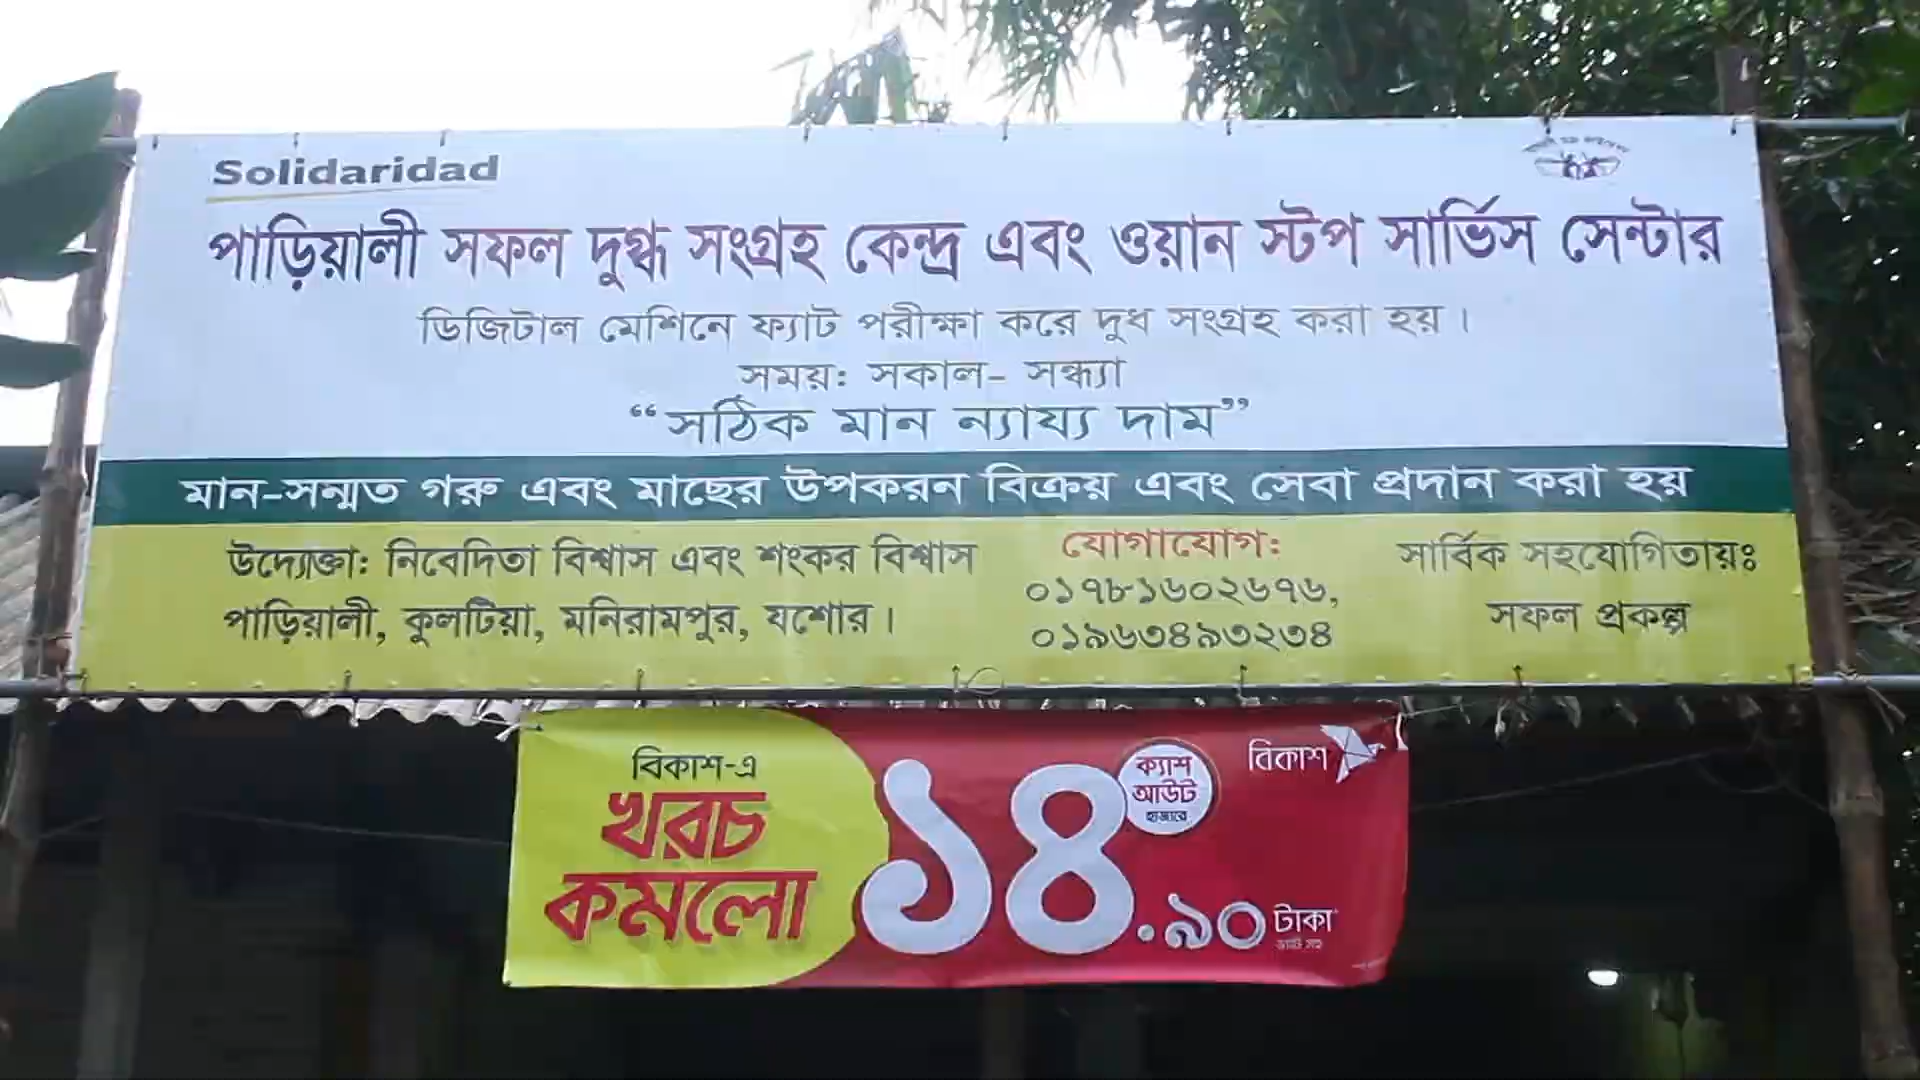 Solidaridad
পাড়িয়ালী সফল দুগ্ধ সংগ্রহ কেন্দ্র এবং ওয়ান স্টপ সার্ভিস সেন্টার
ডিজিটাল মেশিনে ফ্যাট পরীক্ষা করে দুধ সংগ্রহ করা হয়।
সময়: সকাল- সন্ধ্যা
“সঠিক মান ন্যায্য দাম”
মান-সন্মত গরু এবং মাছের উপকরন বিক্রয় এবং সেবা প্রদান করা হয়
উদ্যোক্তা: নিবেদিতা বিশ্বাস এবং শংকর বিশ্বাস
পাড়িয়ালী, কুলটিয়া, মনিরামপুর, যশোর।
যোগাযোগ:
০১৭৮১৬০২৬৭৬,
০১৯৬৩৪৯৩২৩৪
সার্বিক সহযোগিতায়ঃ
সফল প্রকল্প
বিকাশ-এ
খরচ
কমলো
১৪.৯০ টাকা
ক্যাশ
আউট
হাজারে
বিকাশ